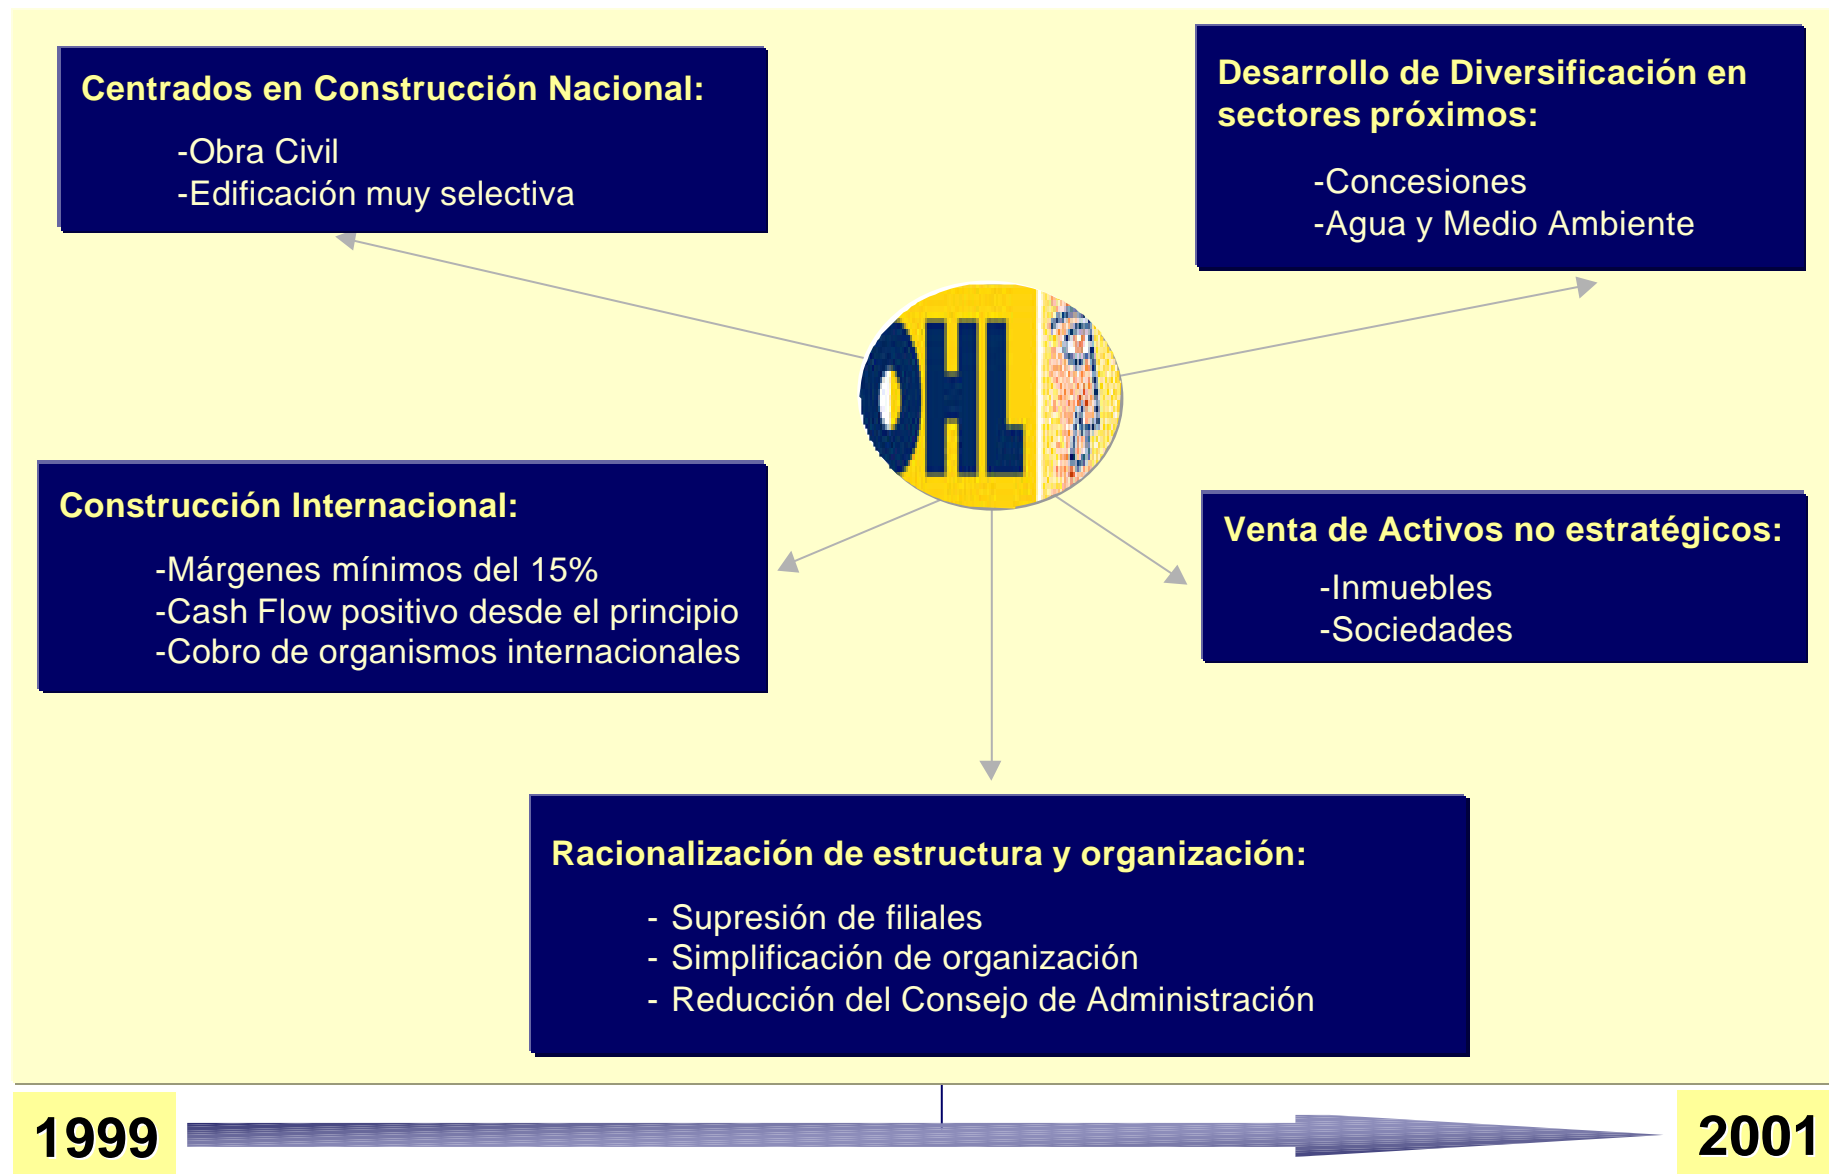 Centrados en Construcción Nacional:
-Obra Civil
-Edificación muy selectiva
Desarrollo de Diversificación en
sectores próximos:
-Concesiones
-Agua y Medio Ambiente
OHL
Construcción Internacional:
-Márgenes mínimos del 15%
-Cash Flow positivo desde el principio
-Cobro de organismos internacionales
Venta de Activos no estratégicos:
-Inmuebles
-Sociedades
Racionalización de estructura y organización:
- Supresión de filiales
- Simplificación de organización
- Reducción del Consejo de Administración
1999
2001